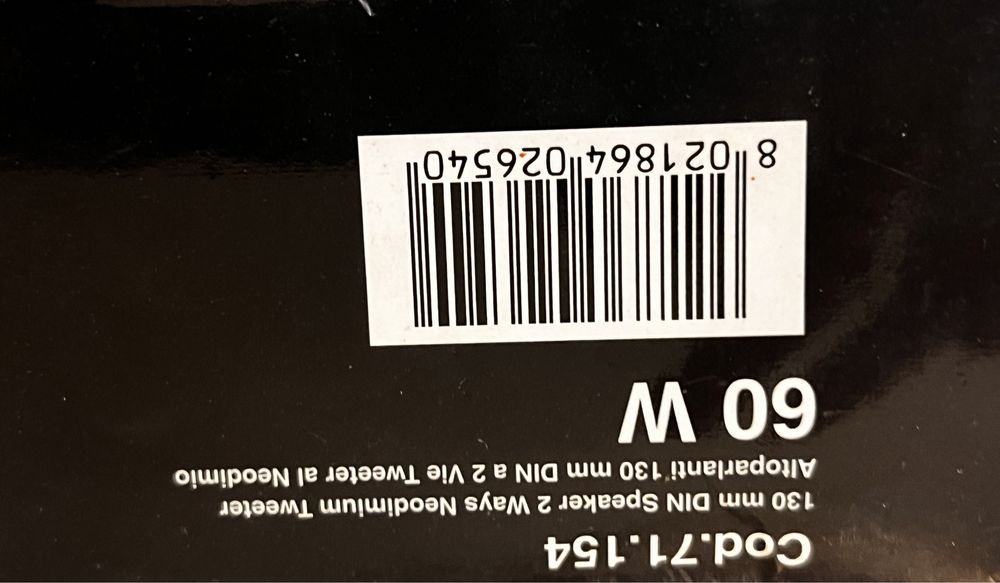 Cod.71.154
130 mm DIN Speaker 2 Ways Neodimium Tweeter
Altoparlanti 130 mm DIN a 2 Vie Tweeter al Neodimio
60 W
8 021864 026540